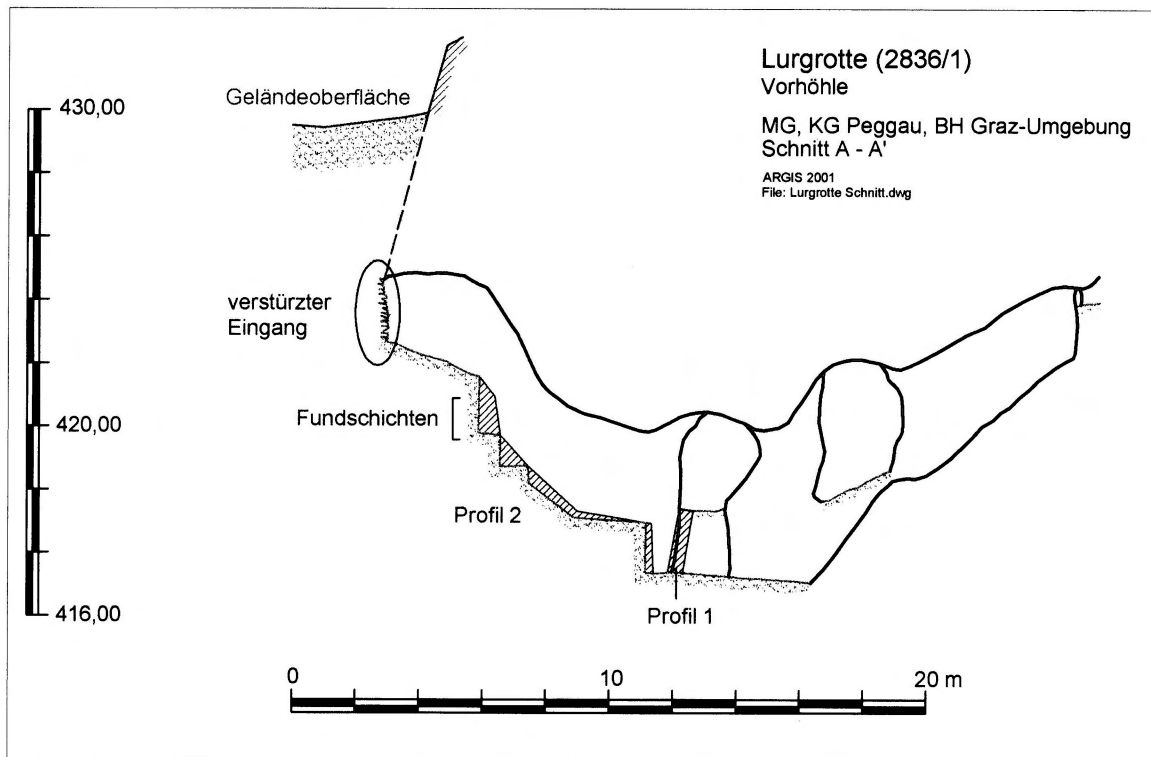 Lurgrotte (2836/1)
Vorhöhle
MG, KG Peggau, BH Graz-Umgebung
Schnitt A - A'
ARGIS 2001
File: Lurgrotte Schnitt.dwg
430,00
Geländeoberfläche
verstürzter
Eingang
420,00
Fundschichten
Profil 2
416,00
Profil 1
0
10
20 m